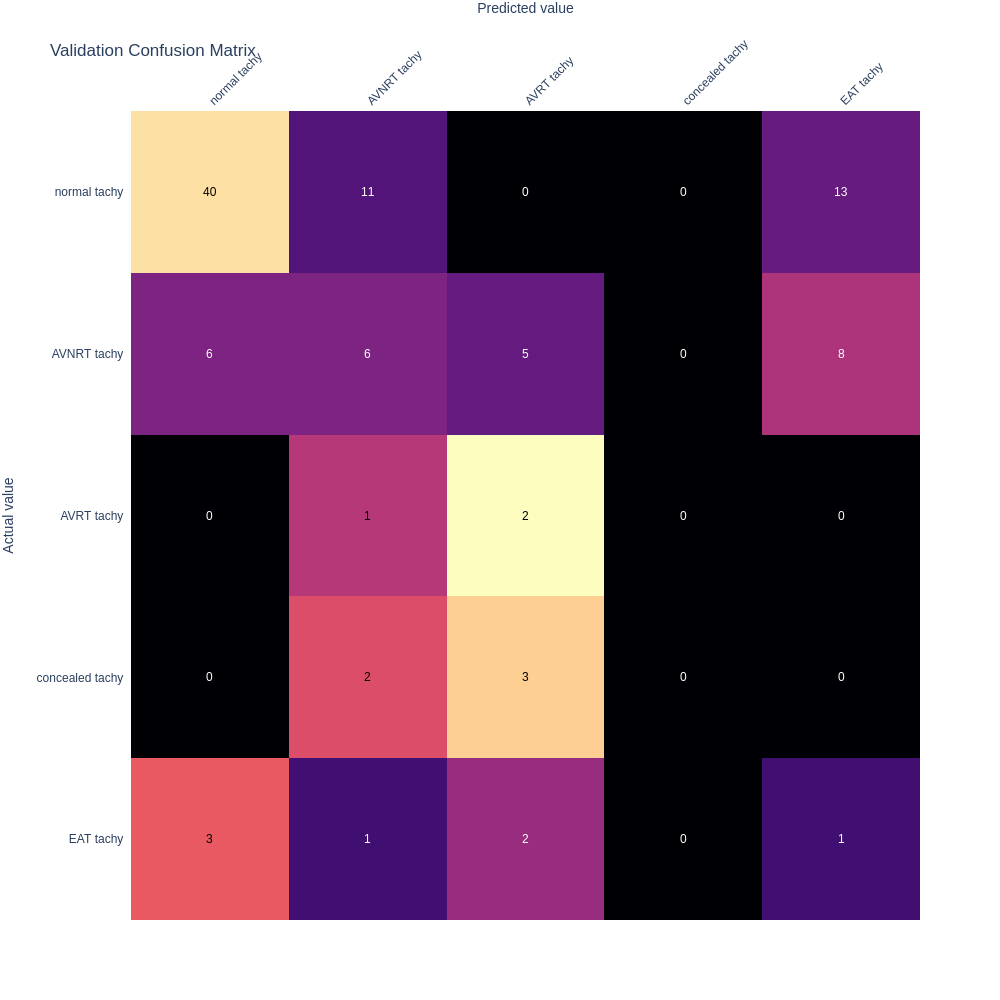 Predicted value
Validation Confusion Matrix
normal tachy AVNRT tachy AVRT tachy concealed tachy EAT tachy
normal tachy 40 11 0 0 13
AVNRT tachy 6 6 5 0 8
AVRT tachy 0 1 2 0 0
concealed tachy 0 2 3 0 0
EAT tachy 3 1 2 0 1
Actual value